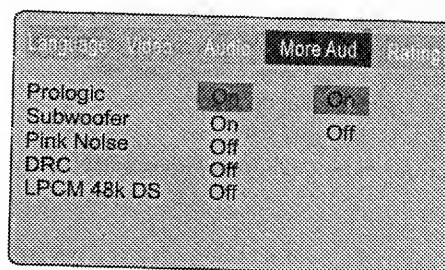 Language Video Audio More Aud Rating
Prologic On On
Subwoofer On Off
Pink Noise Off
DRC Off
LPCM 48k DS Off